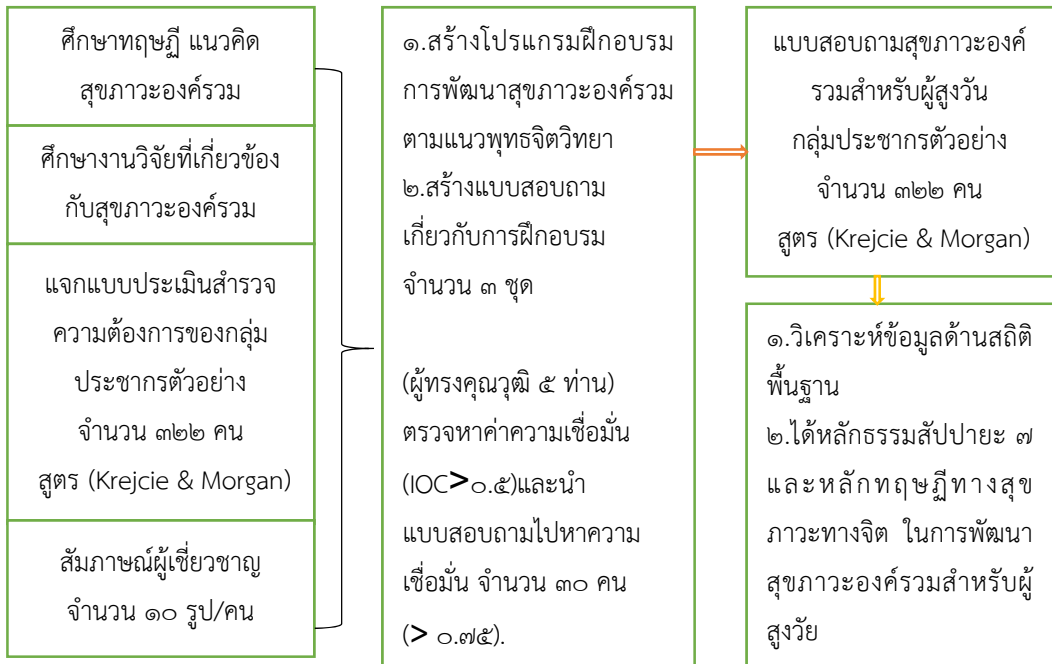 ศึกษาทฤษฏี แนวคิด
สุขภาวะองค์รวม
ศึกษางานวิจัยที่เกี่ยวข้อง
กับสุขภาวะองค์รวม
แจกแบบประเมินสำรวจ
ความต้องการของกลุ่ม
ประชากรตัวอย่าง
จำนวน ๓๒๒ คน
สูตร (Krejcie & Morgan)
สัมภาษณ์ผู้เชี่ยวชาญ
จำนวน ๑๐ รูป/คน
๑.สร้างโปรแกรมฝึกอบรม
การพัฒนาสุขภาวะองค์รวม
ตามแนวพุทธจิตวิทยา
๒.สร้างแบบสอบถาม
เกี่ยวกับการฝึกอบรม
จำนวน ๓ ชุด
(ผู้ทรงคุณวุฒิ ๕ ท่าน)
ตรวจหาค่าความเชื่อมั่น
(IOC>๐.๕)และนำ
แบบสอบถามไปหาความ
เชื่อมั่น จำนวน ๓๐ คน
(> ๐.๗๕).
แบบสอบถามสุขภาวะองค์
รวมสำหรับผู้สูงวัน
กลุ่มประชากรตัวอย่าง
จำนวน ๓๒๒ คน
สูตร (Krejcie & Morgan)
๑.วิเคราะห์ข้อมูลด้านสถิติ
พื้นฐาน
๒.ได้หลักธรรมสัปปายะ ๗
และหลักทฤษฏีทางสุข
ภาวะทางจิต ในการพัฒนา
สุขภาวะองค์รวมสำหรับผู้
สูงวัย